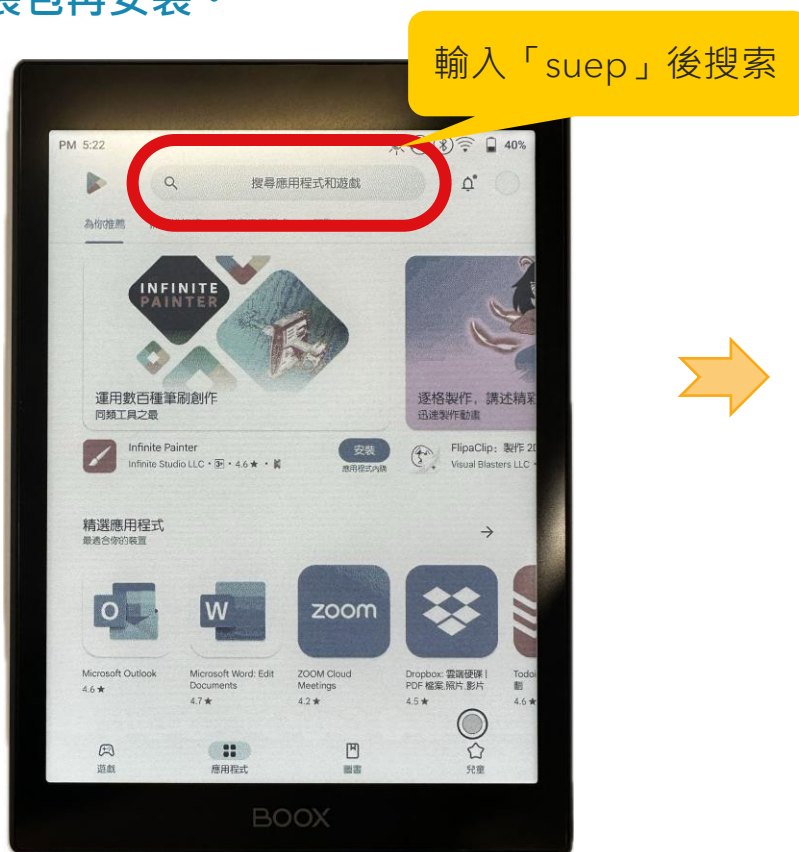 裝包再安裝。
輸入「suep」後搜索
PM 5:22
40%
搜尋應用程式和遊戲
為你推薦
INFINITE
PAINTER
運用數百種筆刷創作
同類工具之最
逐格製作，講述精彩
迅速製作動畫
Infinite Painter
Infinite Studio LLC • 3+ • 4.6 ★ •
安裝
應用程式內購
FlipaClip：製作 2D
Visual Blasters LLC •
精選應用程式
最適合你的裝置
→
O
W
zoom
Microsoft Outlook
4.6 ★
Microsoft Word: Edit
Documents
4.7 ★
ZOOM Cloud
Meetings
4.2 ★
Dropbox: 雲端硬碟 |
PDF 檔案,照片,影片
4.5 ★
Todoi
劃
4.6 ★
遊戲
應用程式
圖書
兒童
BOOX